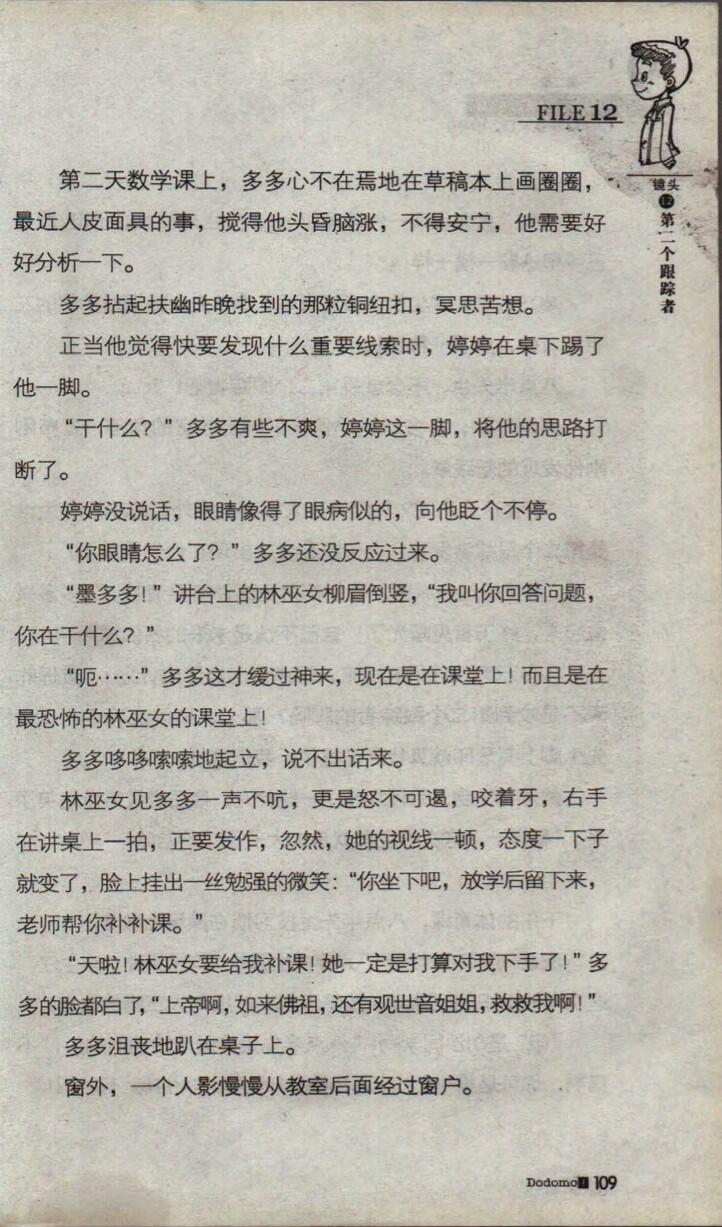 FILE 12
镜头
12
第二个跟踪者
第二天数学课上，多多心不在焉地在草稿本上画圈圈，
最近人皮面具的事，搅得他头昏脑涨，不得安宁，他需要好
好分析一下。
多多拈起扶幽昨晚找到的那粒铜纽扣，冥思苦想。
正当他觉得快要发现什么重要线索时，婷婷在桌下踢了
他一脚。
“干什么？”多多有些不爽，婷婷这一脚，将他的思路打
断了。
婷婷没说话，眼睛像得了眼病似的，向他眨个不停。
“你眼睛怎么了？”多多还没反应过来。
“墨多多！”讲台上的林巫女柳眉倒竖，“我叫你回答问题，
你在干什么？”
“呃……”多多这才缓过神来，现在是在课堂上！而且是在
最恐怖的林巫女的课堂上！
多多哆哆嗦嗦地起立，说不出话来。
林巫女见多多一声不吭，更是怒不可遏，咬着牙，右手
在讲桌上一拍，正要发作，忽然，她的视线一顿，态度一下子
就变了，脸上挂出一丝勉强的微笑：“你坐下吧，放学后留下来，
老师帮你补补课。”
“天啦！林巫女要给我补课！她一定是打算对我下手了！”多
多的脸都白了，“上帝啊，如来佛祖，还有观世音姐姐，救救我啊！”
多多沮丧地趴在桌子上。
窗外，一个人影慢慢从教室后面经过窗户。
Dodomo 1 109